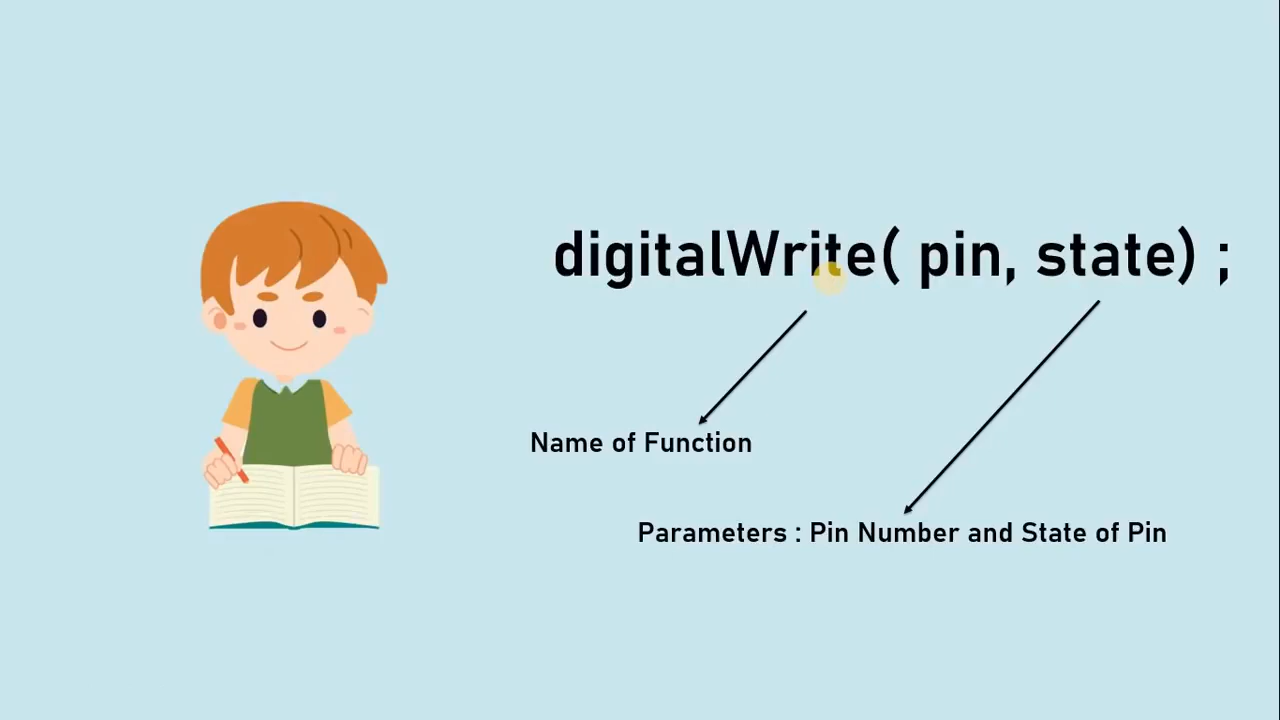 digitalWrite( pin, state) ;
Name of Function
Parameters : Pin Number and State of Pin